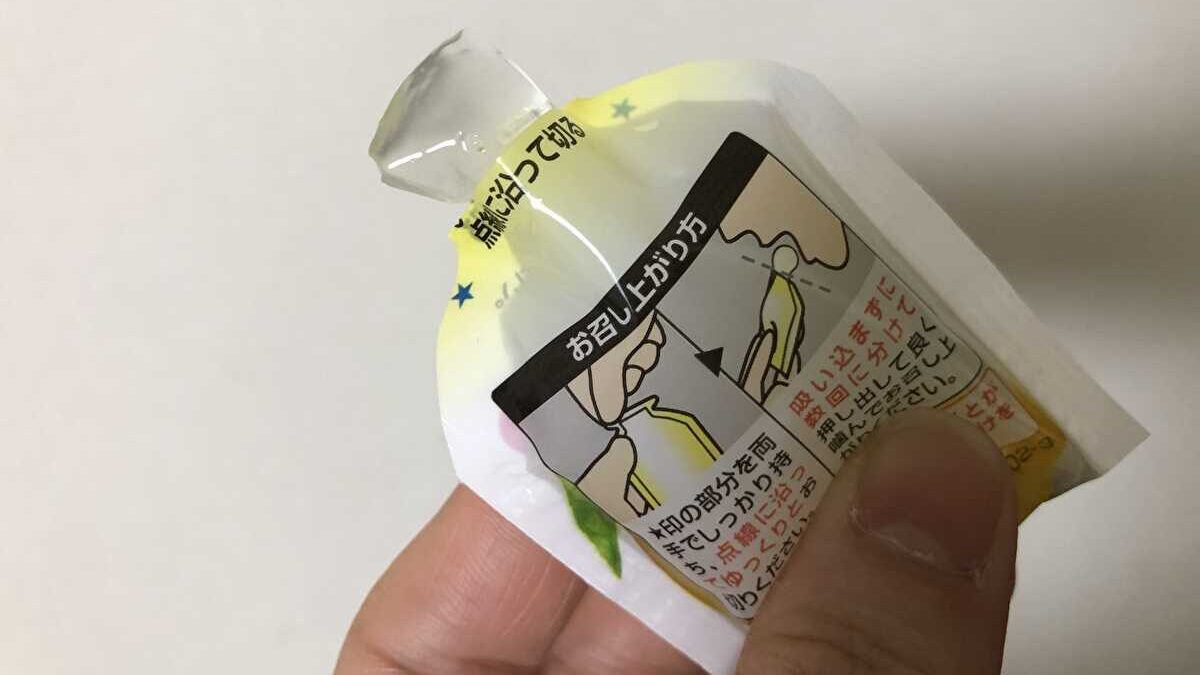 点線に沿って切る
お召し上がり方
★印の部分を両
手でしっかり持
ち、点線に沿っ
てゆっくりとお
切りください。
吸い込まずに
数回に分けて
押し出して良く
噛んでお召し上
がりください。
とが
けを